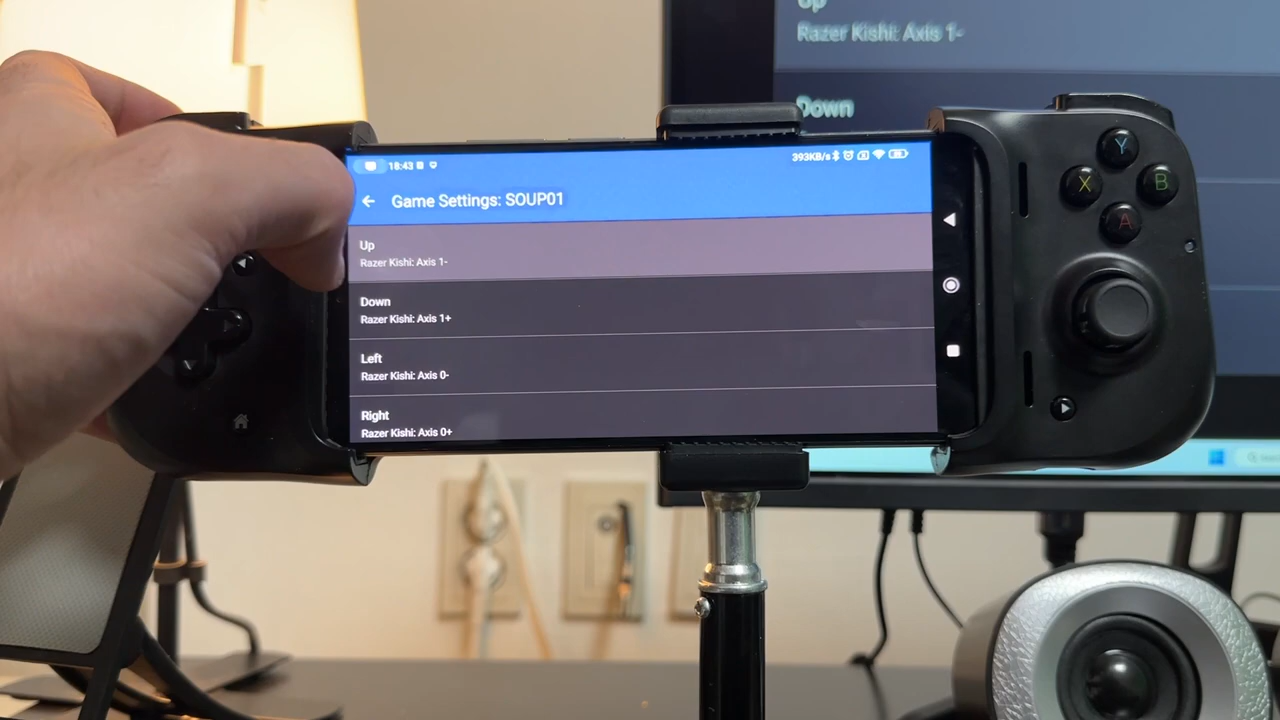 Up
Razer Kishi: Axis 1-
Down
18:43
393KB/s
Game Settings: SOUP01
Up
Razer Kishi: Axis 1-
Down
Razer Kishi: Axis 1+
Left
Razer Kishi: Axis 0-
Right
Razer Kishi: Axis 0+
Y
X
B
A